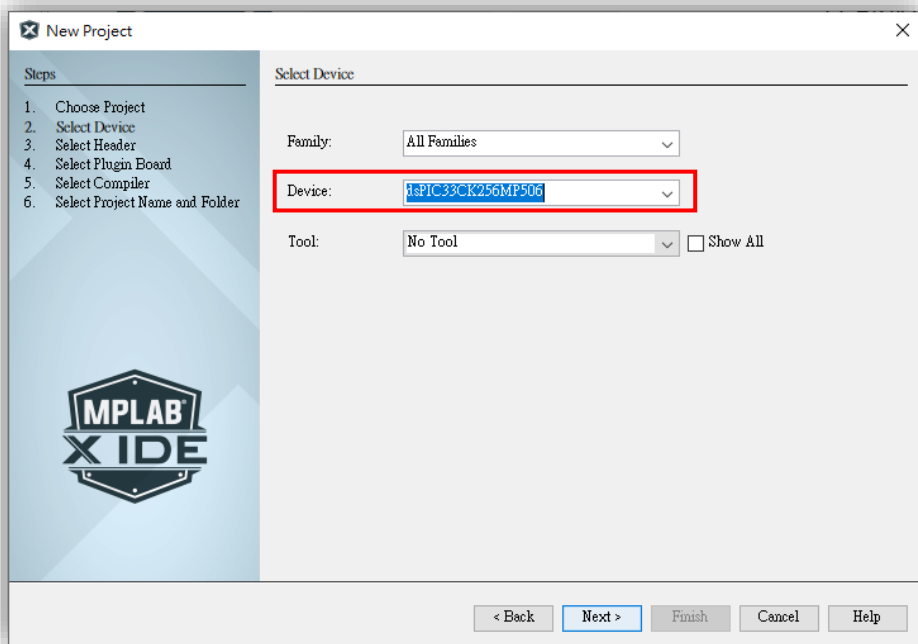 New Project
Steps
1. Choose Project
2. Select Device
3. Select Header
4. Select Plugin Board
5. Select Compiler
6. Select Project Name and Folder
MPLAB®
X IDE
Select Device
Family: All Families
Device: dsPIC33CK256MP506
Tool: No Tool Show All
< Back Next > Finish Cancel Help